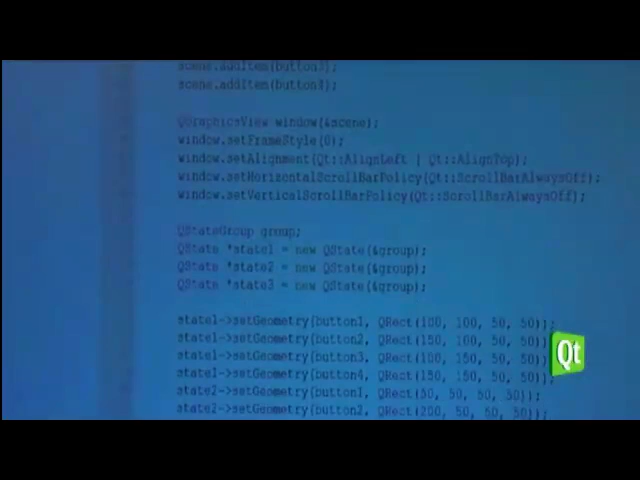 scene.addItem(button3);
scene.addItem(button4);
QGraphicsView window(&scene);
window.setFrameStyle(0);
window.setAlignment(Qt::AlignLeft | Qt::AlignTop);
window.setHorizontalScrollBarPolicy(Qt::ScrollBarAlwaysOff);
window.setVerticalScrollBarPolicy(Qt::ScrollBarAlwaysOff);
QStateGroup group;
QState *state1 = new QState(&group);
QState *state2 = new QState(&group);
QState *state3 = new QState(&group);
state1->setGeometry(button1, QRect(100, 100, 50, 50));
state1->setGeometry(button2, QRect(150, 100, 50, 50));
state1->setGeometry(button3, QRect(100, 150, 50, 50));
state1->setGeometry(button4, QRect(150, 150, 50, 50));
state2->setGeometry(button1, QRect(50, 50, 50, 50));
state2->setGeometry(button2, QRect(200, 50, 50, 50));
Qt